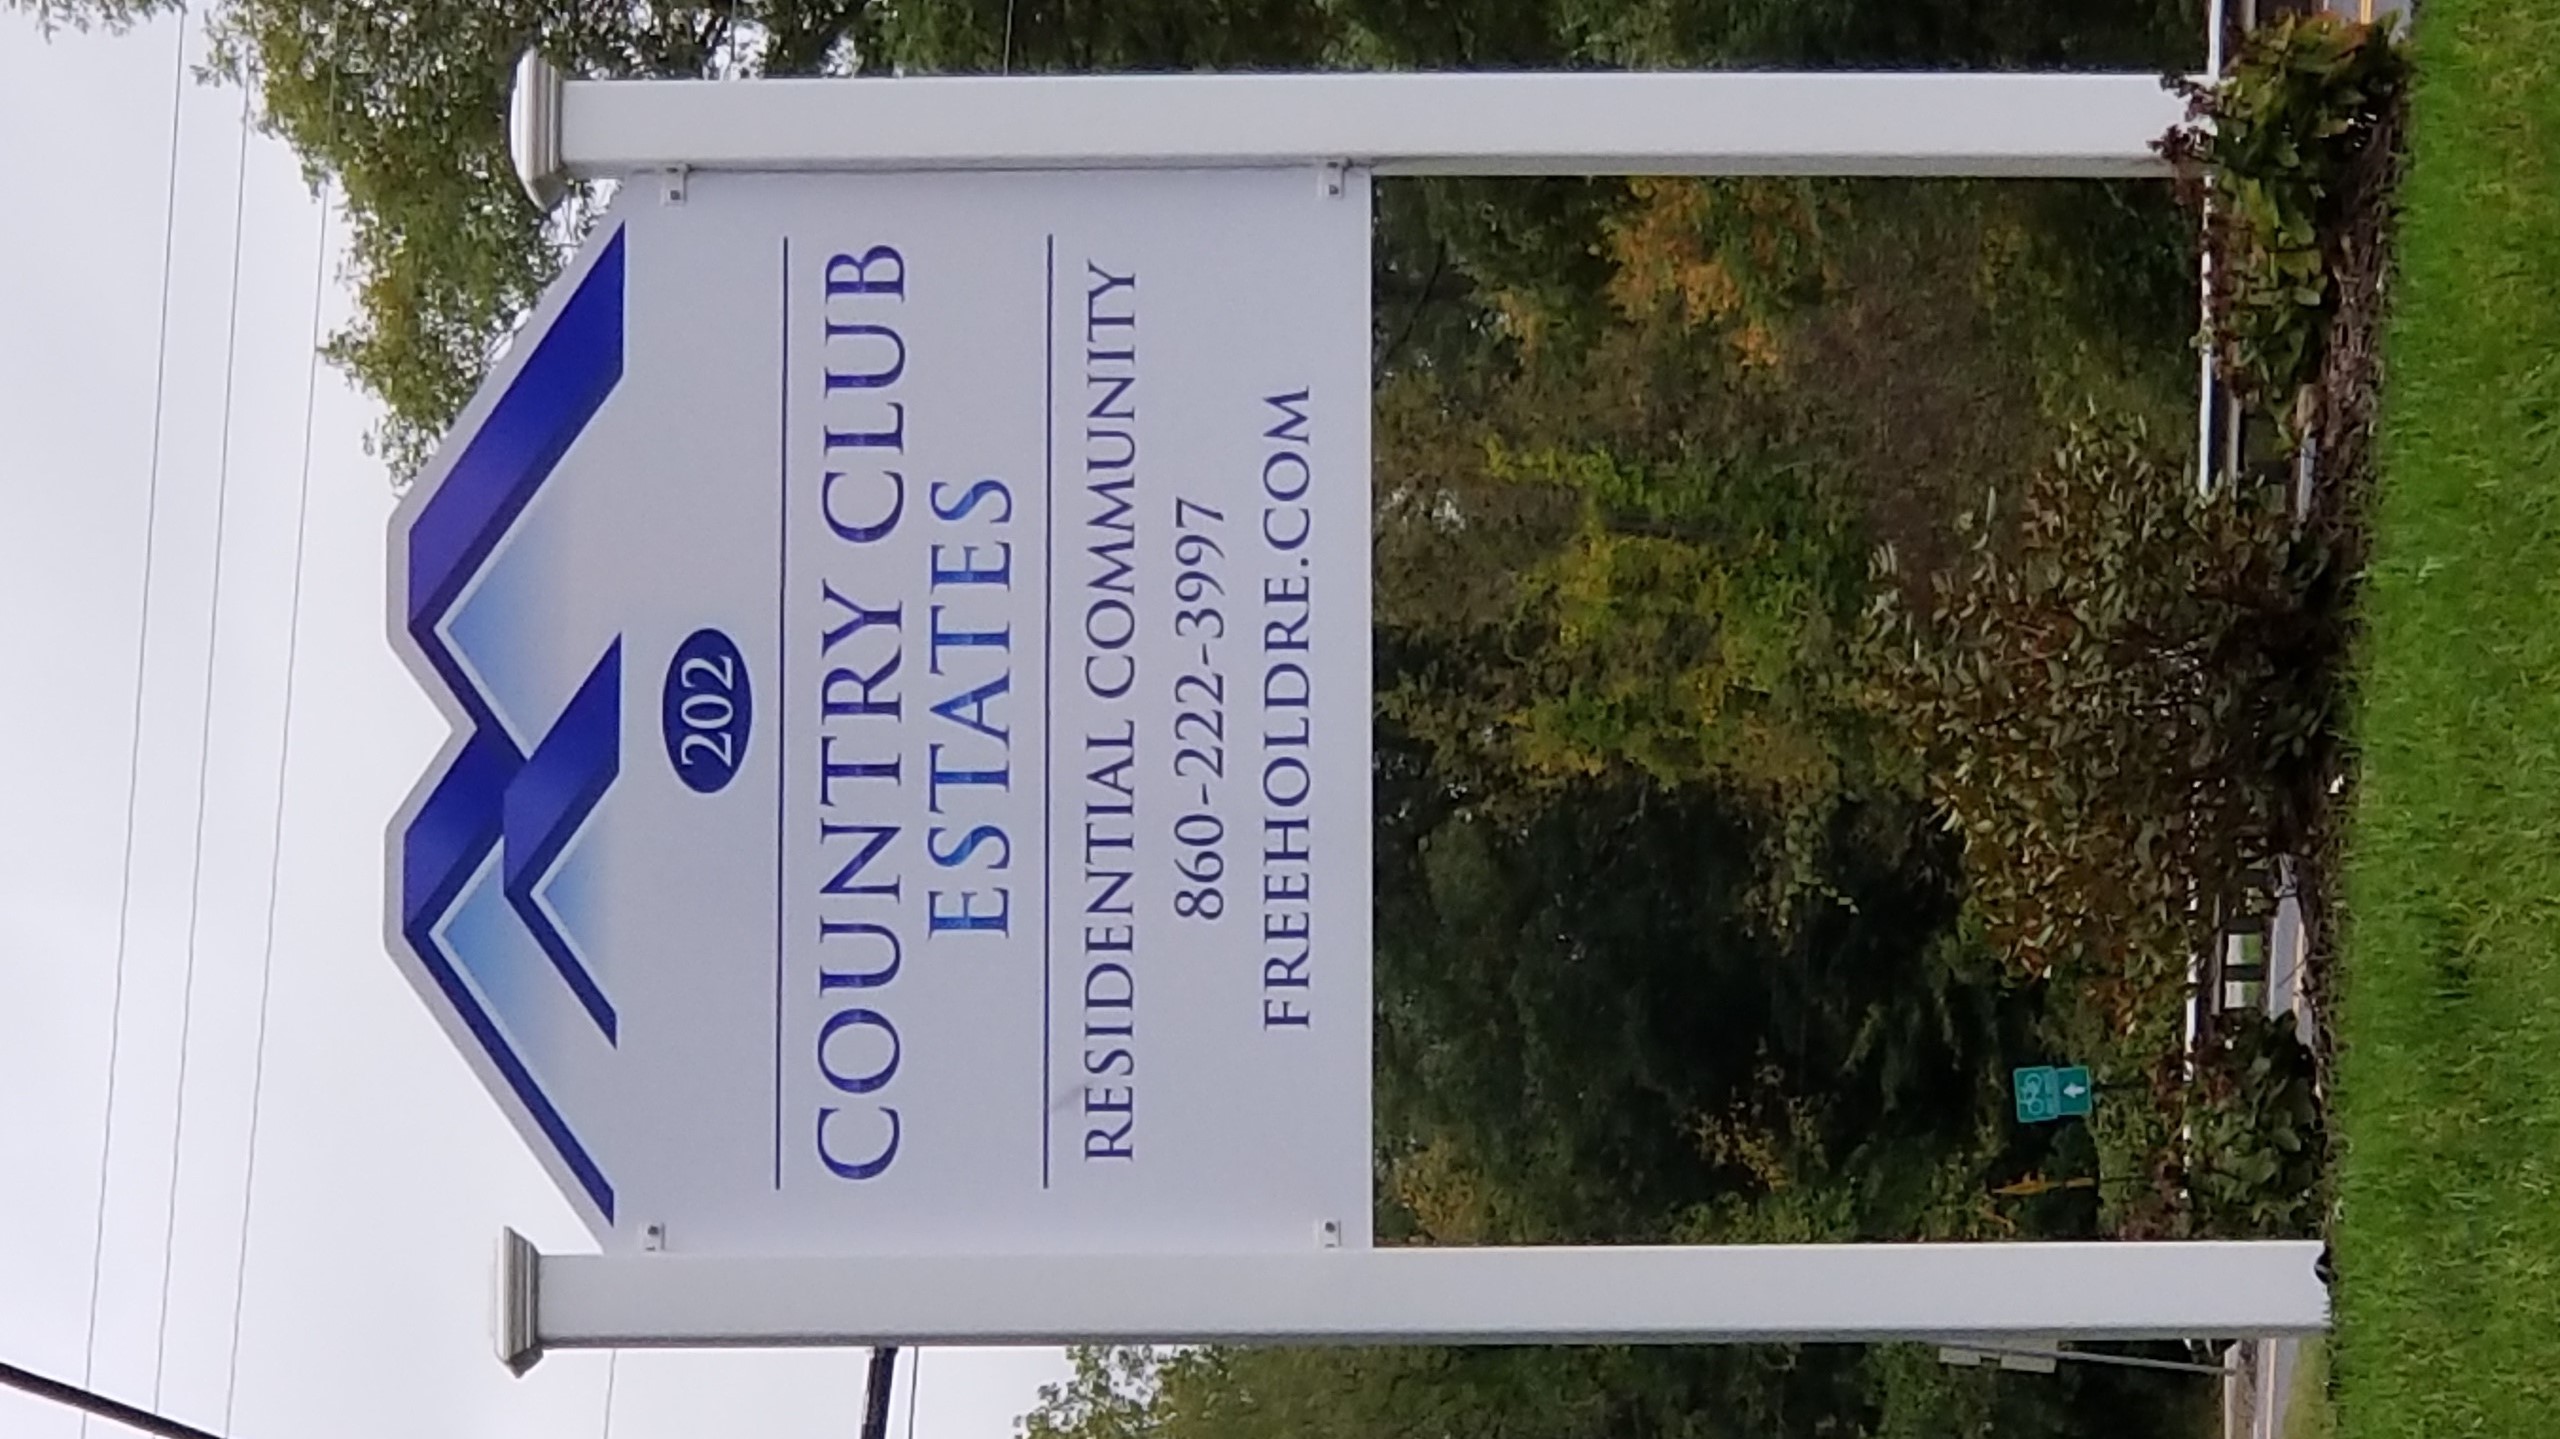 202
COUNTRY CLUB
ESTATES
RESIDENTIAL COMMUNITY
860-222-3997
FREEHOLDRE.COM